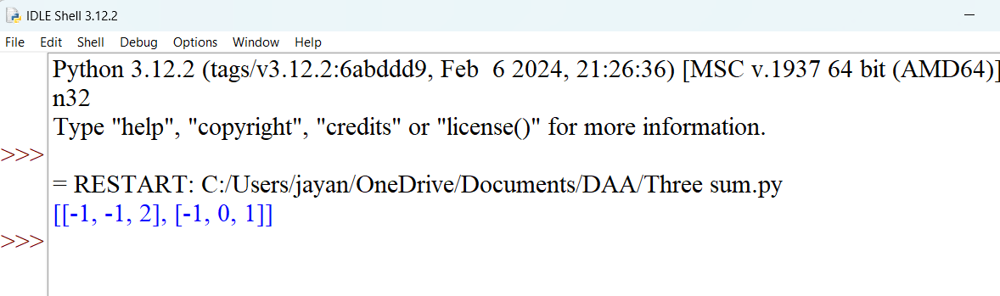 IDLE Shell 3.12.2
File Edit Shell Debug Options Window Help
Python 3.12.2 (tags/v3.12.2:6abddd9, Feb  6 2024, 21:26:36) [MSC v.1937 64 bit (AMD64)]
n32
Type "help", "copyright", "credits" or "license()" for more information.
>>>
= RESTART: C:/Users/jayan/OneDrive/Documents/DAA/Three sum.py
[[-1, -1, 2], [-1, 0, 1]]
>>>